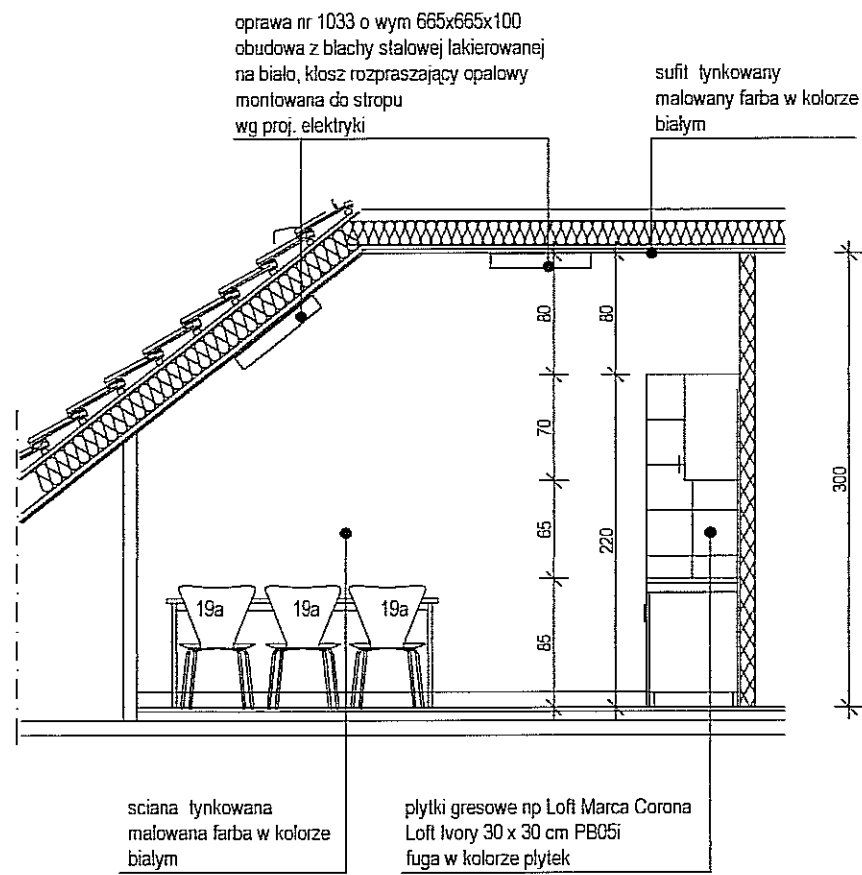 oprawa nr 1033 o wym 665x665x100
obudowa z blachy stalowej lakierowanej
na biało, klosz rozpraszający opalowy
montowana do stropu
wg proj. elektryki
sufit tynkowany
malowany farba w kolorze
białym
80
80
70
65
220
300
85
19a
19a
19a
sciana tynkowana
malowana farba w kolorze
bialym
plytki gresowe np Loft Marca Corona
Loft Ivory 30 x 30 cm PB05i
fuga w kolorze plytek